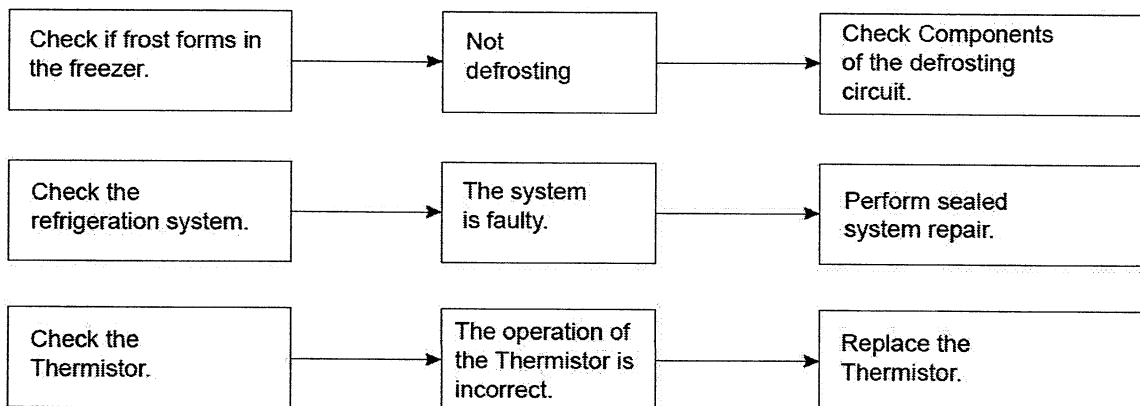 Check if frost forms in
the freezer.
Not
defrosting
Check Components
of the defrosting
circuit.
Check the
refrigeration system.
The system
is faulty.
Perform sealed
system repair.
Check the
Thermistor.
The operation of
the Thermistor is
incorrect.
Replace the
Thermistor.